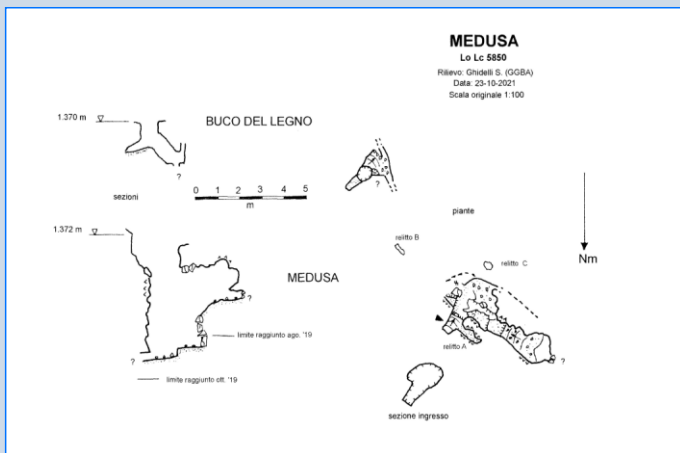 MEDUSA
Lo Lc 5850
Rilievo: Ghidelli S. (GGBA)
Data: 23-10-2021
Scala originale 1:100
1.370 m
BUCO DEL LEGNO
?
?
sezioni
0 1 2 3 4 5
m
piante
1.372 m
relitto B
Nm
relitto C
MEDUSA
?
limite raggiunto ago. '19
relitto A
?
?
limite raggiunto ott. '19
sezione ingresso